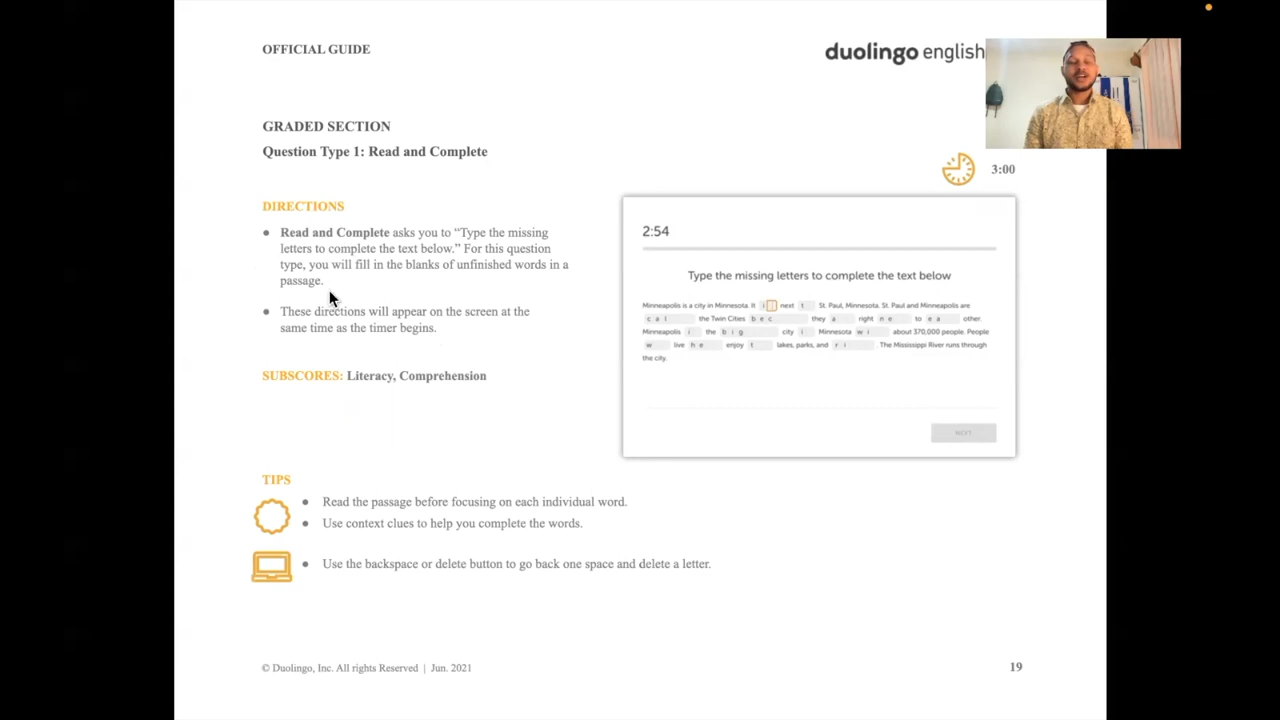 OFFICIAL GUIDE
duolingo english
GRADED SECTION
Question Type 1: Read and Complete
3:00
DIRECTIONS
● Read and Complete asks you to “Type the missing
letters to complete the text below.” For this question
type, you will fill in the blanks of unfinished words in a
passage.
● These directions will appear on the screen at the
same time as the timer begins.
SUBSCORES: Literacy, Comprehension
2:54
Type the missing letters to complete the text below
Minneapolis is a city in Minnesota. It i next t St. Paul, Minnesota. St. Paul and Minneapolis are
c a l the Twin Cities b e c they a right n e to e a other.
Minneapolis i the b i g city i Minnesota w i about 370,000 people. People
w live h e enjoy t lakes, parks, and r i . The Mississippi River runs through
the city.
NEXT
TIPS
● Read the passage before focusing on each individual word.
● Use context clues to help you complete the words.
● Use the backspace or delete button to go back one space and delete a letter.
© Duolingo, Inc. All rights Reserved | Jun. 2021
19